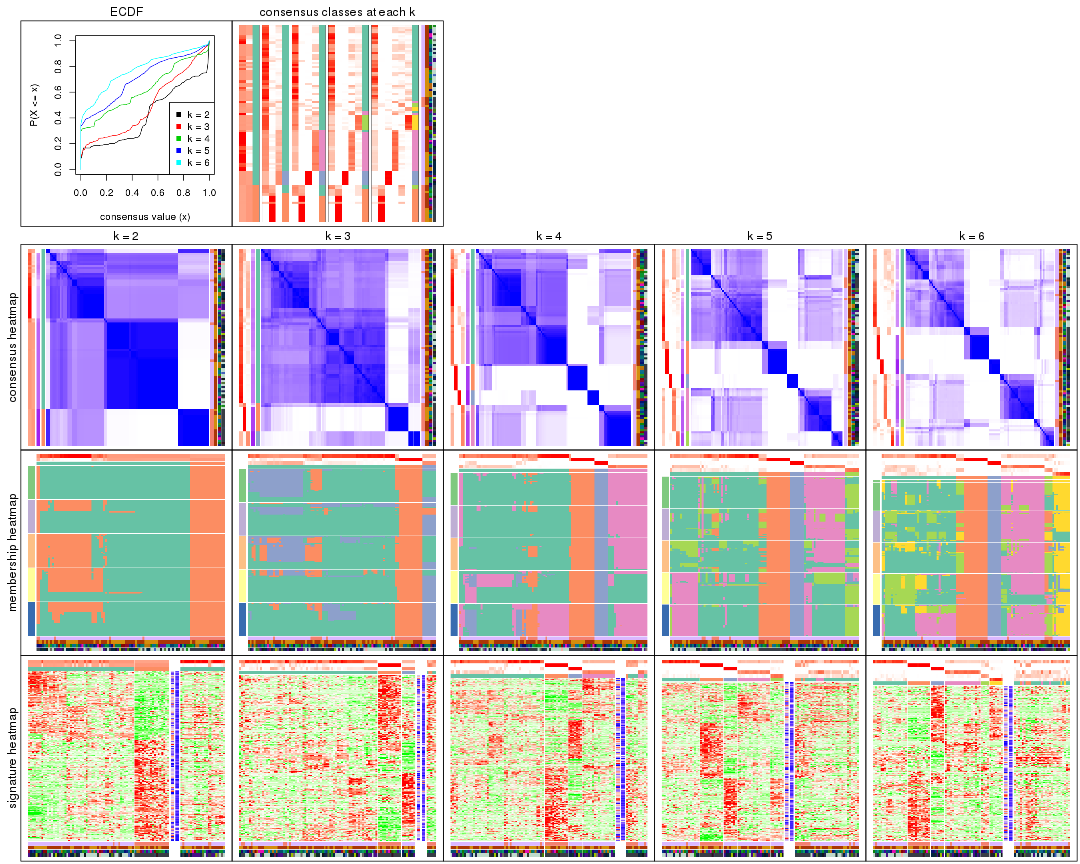 ECDF
consensus classes at each k
P(X <= x)
0.0
0.2
0.4
0.6
0.8
1.0
k = 2
k = 3
k = 4
k = 5
k = 6
0.0 0.2 0.4 0.6 0.8 1.0
consensus value (x)
k = 2
k = 3
k = 4
k = 5
k = 6
consensus heatmap
membership heatmap
signature heatmap